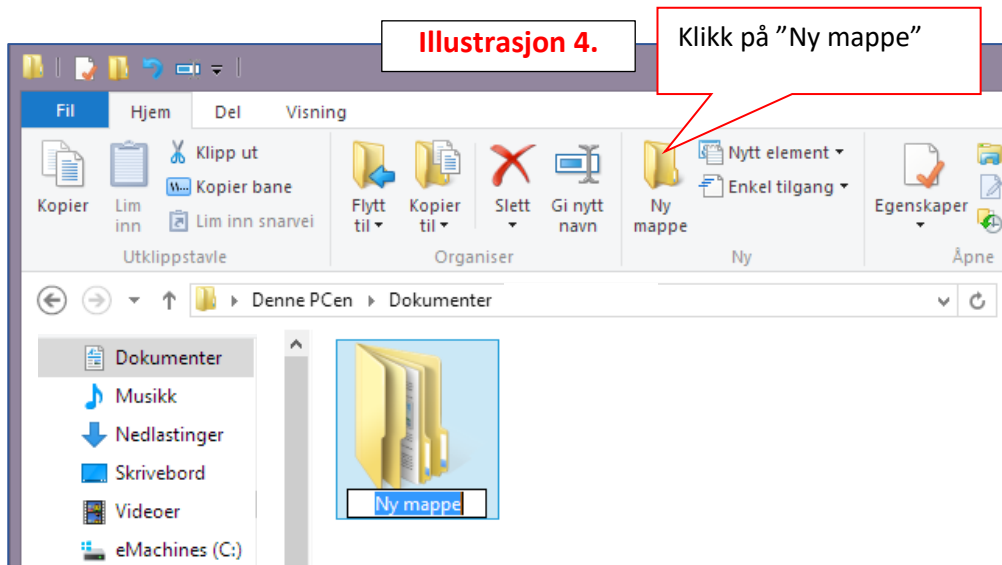 Illustrasjon 4.
Klikk på ”Ny mappe”
Fil Hjem Del Visning
Kopier
Lim
inn
Klipp ut
Kopier bane
Lim inn snarvei
Utklippstavle
Flytt
til
Kopier
til
Slett
Gi nytt
navn
Organiser
Ny
mappe
Nytt element
Enkel tilgang
Ny
Egenskaper
Åpne
Denne PCen Dokumenter
Dokumenter
Musikk
Nedlastinger
Skrivebord
Videoer
eMachines (C:)
Ny mappe